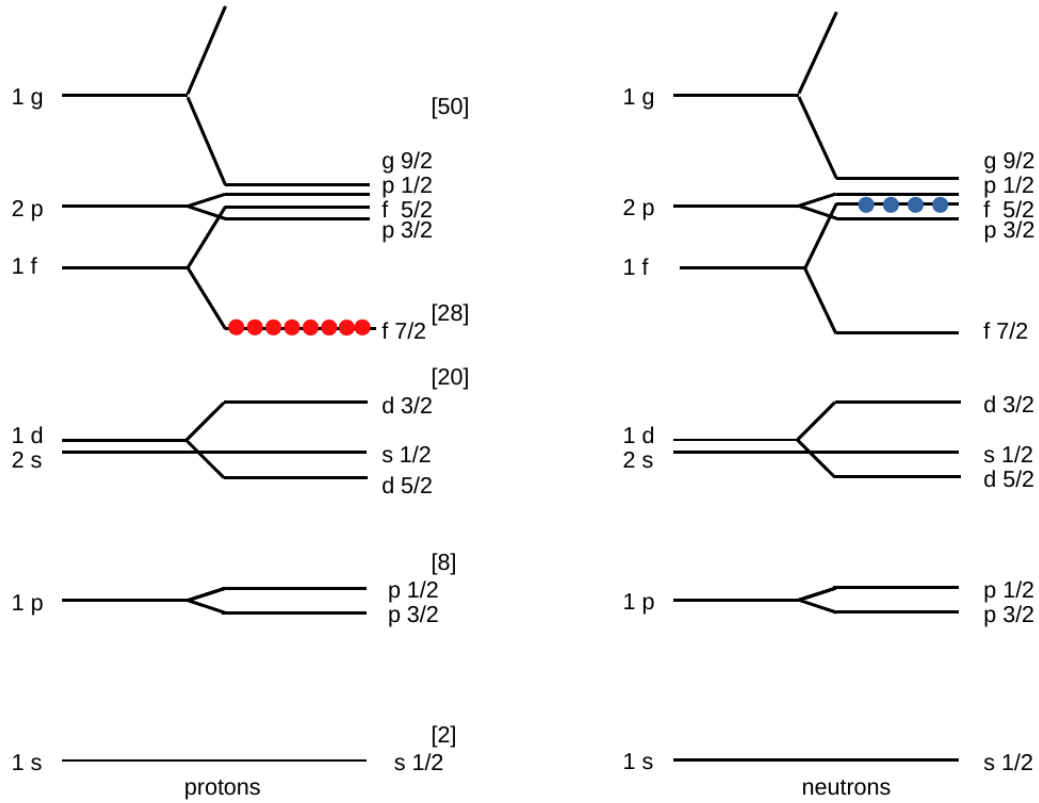 1 g
[50]
g 9/2
p 1/2
2 p
f 5/2
p 3/2
1 f
[28]
f 7/2
[20]
d 3/2
1 d
s 1/2
2 s
d 5/2
[8]
p 1/2
1 p
p 3/2
[2]
1 s
s 1/2
protons
1 g
g 9/2
p 1/2
2 p
f 5/2
p 3/2
1 f
f 7/2
d 3/2
1 d
s 1/2
2 s
d 5/2
p 1/2
1 p
p 3/2
1 s
s 1/2
neutrons